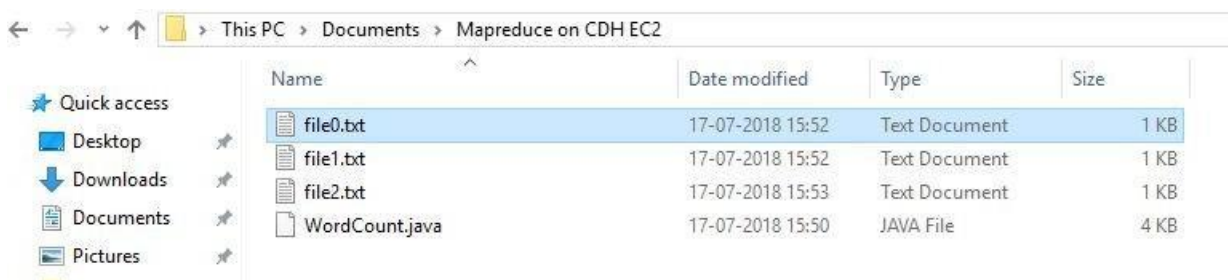 This PC > Documents > Mapreduce on CDH EC2
Name Date modified Type Size
Quick access
file0.txt 17-07-2018 15:52 Text Document 1 KB
Desktop
file1.txt 17-07-2018 15:52 Text Document 1 KB
Downloads
file2.txt 17-07-2018 15:53 Text Document 1 KB
Documents
WordCount.java 17-07-2018 15:50 JAVA File 4 KB
Pictures